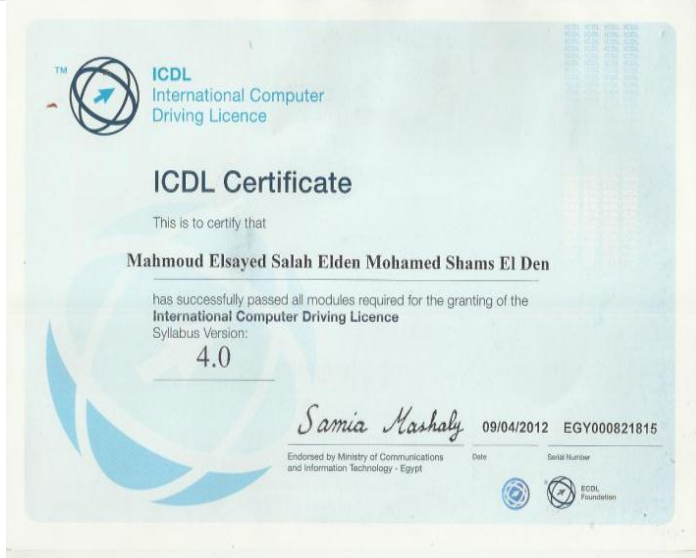 TM
ICDL
International Computer
Driving Licence
ICDL Certificate
This is to certify that
Mahmoud Elsayed Salah Elden Mohamed Shams El Den
has successfully passed all modules required for the granting of the
International Computer Driving Licence
Syllabus Version:
4.0
Samia Mashaly 09/04/2012 EGY000821815
Endorsed by Ministry of Communications Date Serial Number
and Information Technology - Egypt
ECDL
Foundation